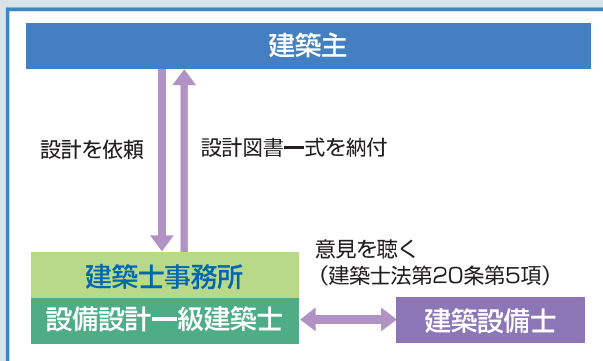 建築主
設計を依頼
設計図書一式を納付
建築士事務所
設備設計一級建築士
意見を聴く
（建築士法第20条第5項）
建築設備士